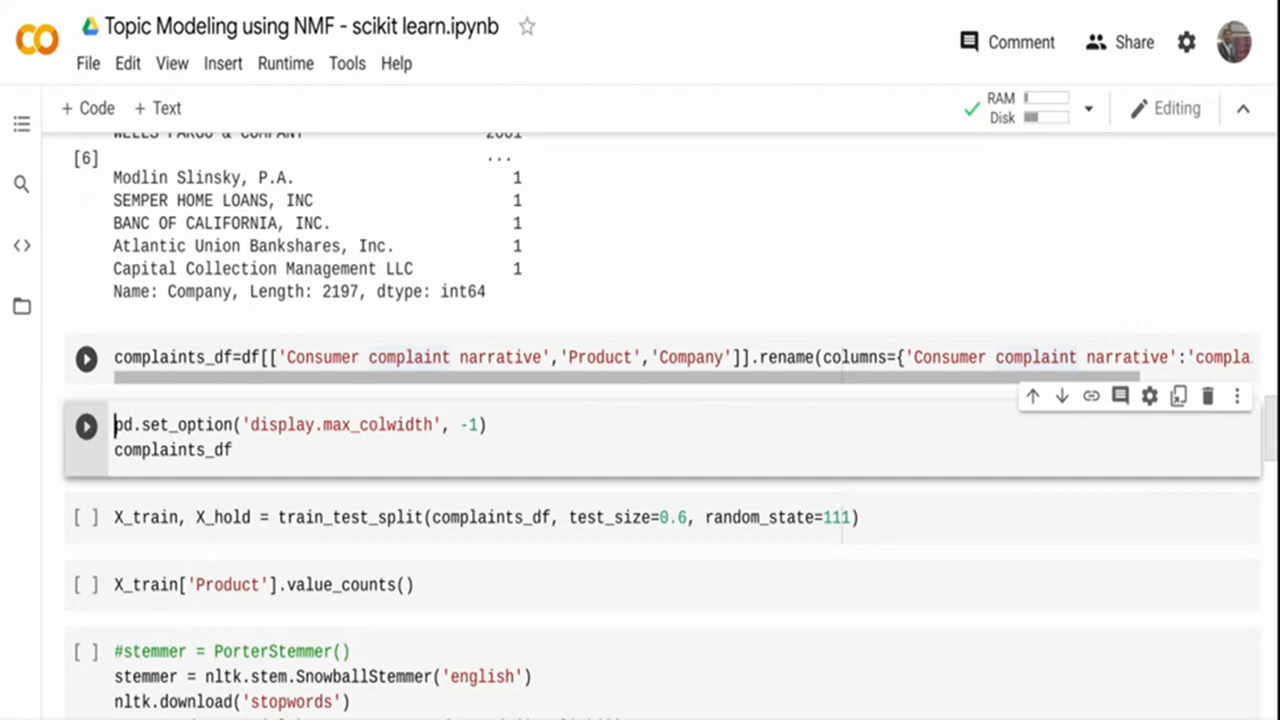 Topic Modeling using NMF - scikit learn.ipynb
File Edit View Insert Runtime Tools Help
Comment
Share
+ Code + Text
RAM
Disk
Editing
WELLS FARGO & COMPANY 2661
[6] ...
Modlin Slinsky, P.A. 1
SEMPER HOME LOANS, INC 1
BANC OF CALIFORNIA, INC. 1
Atlantic Union Bankshares, Inc. 1
Capital Collection Management LLC 1
Name: Company, Length: 2197, dtype: int64
complaints_df=df[['Consumer complaint narrative','Product','Company']].rename(columns={'Consumer complaint narrative':'compla
pd.set_option('display.max_colwidth', -1)
complaints_df
[ ] X_train, X_hold = train_test_split(complaints_df, test_size=0.6, random_state=111)
[ ] X_train['Product'].value_counts()
[ ] #stemmer = PorterStemmer()
stemmer = nltk.stem.SnowballStemmer('english')
nltk.download('stopwords')